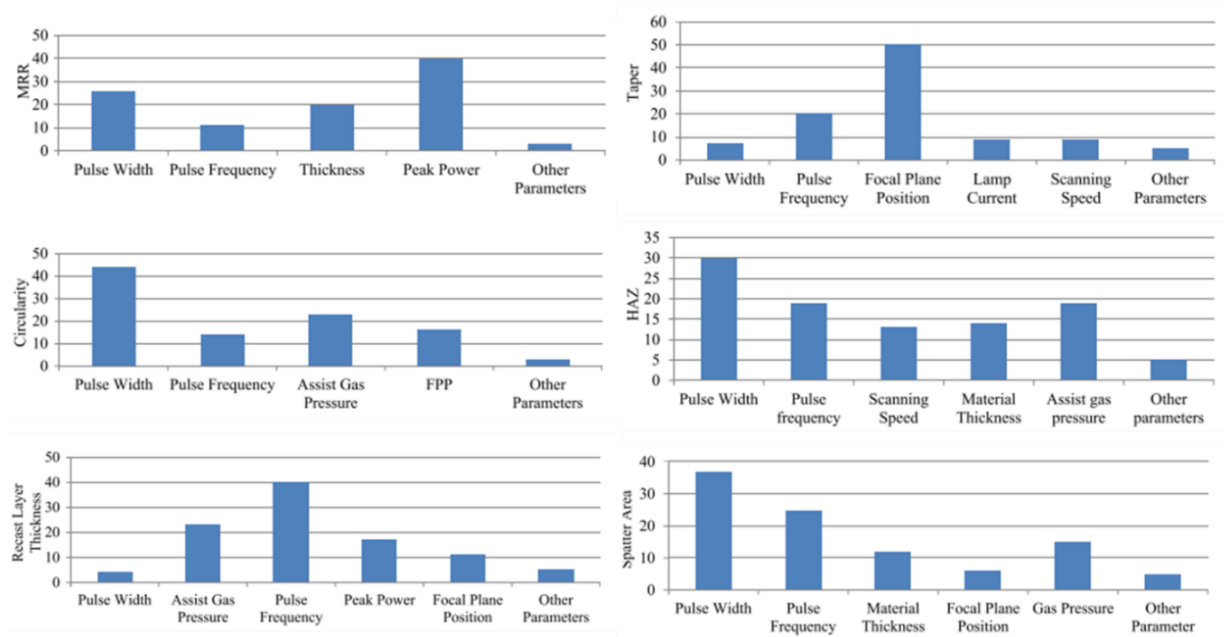 MRR
50
40
30
20
10
0
Pulse Width Pulse Frequency Thickness Peak Power Other
Parameters
Taper
60
50
40
30
20
10
0
Pulse Width Pulse Focal Plane Lamp Scanning Other
Frequency Position Current Speed Parameters
Circularity
50
40
30
20
10
0
Pulse Width Pulse Frequency Assist Gas FPP Other
Pressure Parameters
HAZ
35
30
25
20
15
10
5
0
Pulse Width Pulse Scanning Material Assist gas Other
frequency Speed Thickness pressure parameters
Recast Layer
Thickness
50
40
30
20
10
0
Pulse Width Assist Gas Pulse Peak Power Focal Plane Other
Pressure Frequency Position Parameters
Spatter Area
40
30
20
10
0
Pulse Width Pulse Material Focal Plane Gas Pressure Other
Frequency Thickness Position Parameter